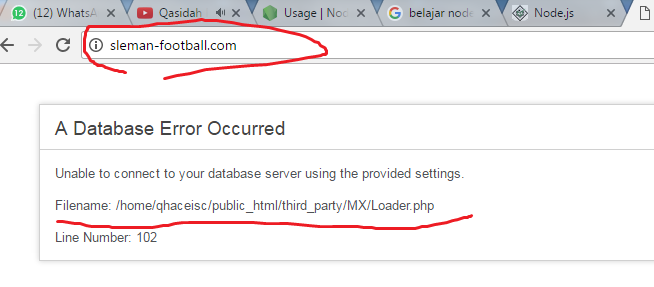 (12) WhatsA
Qasidah
Usage | Nod
belajar node
Node.js
sleman-football.com
A Database Error Occurred
Unable to connect to your database server using the provided settings.
Filename: /home/qhaceisc/public_html/third_party/MX/Loader.php
Line Number: 102